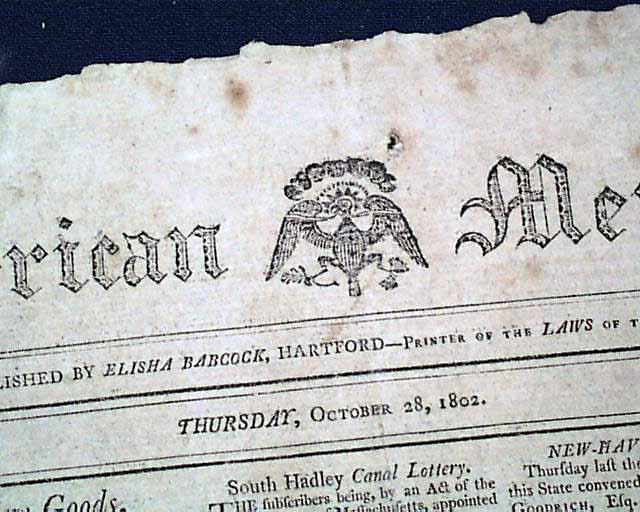 rican Me
LISHED BY ELISHA BABCOCK, HARTFORD—PRINTER OF THE LAWS OF T
THURSDAY, OCTOBER 28, 1802.
Goods.
South Hadley Canal Lottery.
THE ſubſcribers being, by an Act of the
Maſſachuſetts, appointed
NEW-HAV
Thurſday laſt th
this State convened
GOODRICH, Eſq.